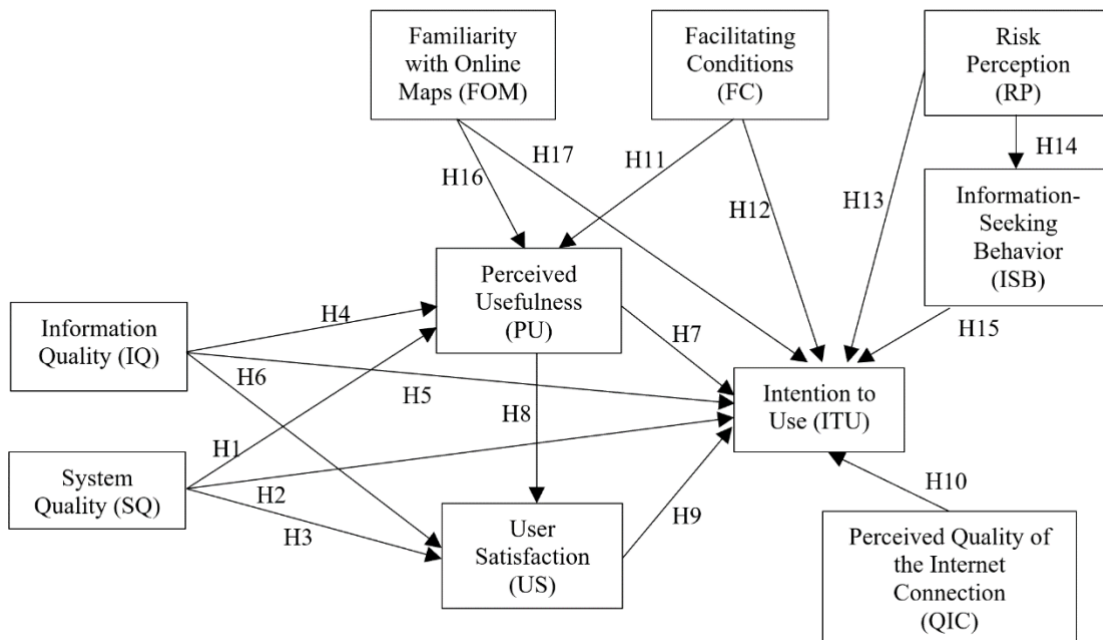 Familiarity
with Online
Maps (FOM)
Facilitating
Conditions
(FC)
Risk
Perception
(RP)
H17
H11
H14
H16
H12
H13
Information-
Seeking
Behavior
(ISB)
Perceived
Usefulness
(PU)
Information
Quality (IQ)
H4
H7
H15
H6
H5
Intention to
Use (ITU)
H8
H1
System
Quality (SQ)
H2
H3
H9
H10
User
Satisfaction
(US)
Perceived Quality of
the Internet
Connection
(QIC)